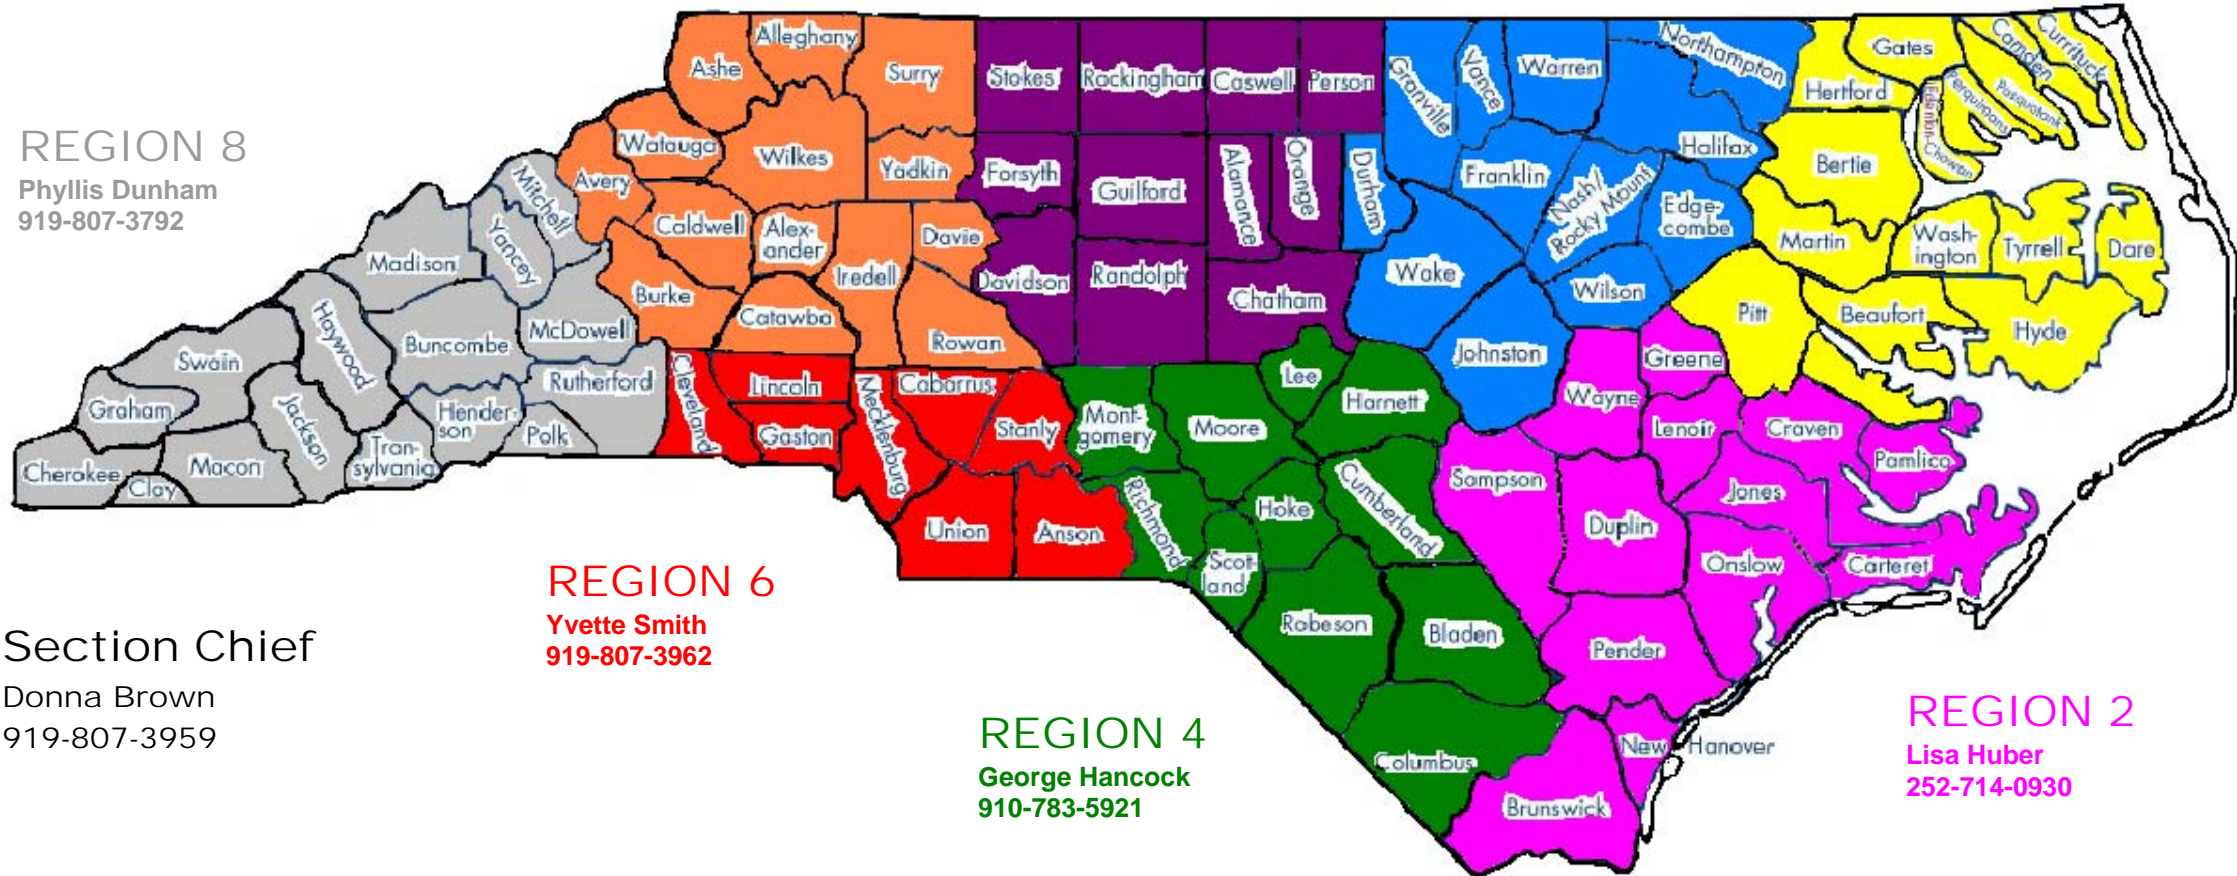 REGION 8
Phyllis Dunham
919-807-3792
Section Chief
Donna Brown
919-807-3959
REGION 6
Yvette Smith
919-807-3962
REGION 4
George Hancock
910-783-5921
REGION 2
Lisa Huber
252-714-0930
Cherokee
Graham
Clay
Swain
Macon
Jackson
Haywood
Tran-
sylvania
Madison
Buncombe
Hender-
son
Polk
Yancey
Mitchell
McDowell
Rutherford
Ashe
Alleghany
Surry
Watauga
Wilkes
Yadkin
Avery
Caldwell
Alex-
ander
Iredell
Davie
Burke
Catawba
Rowan
Cleveland
Lincoln
Gaston
Mecklenburg
Cabarrus
Stanly
Union
Anson
Stokes
Rockingham
Caswell
Person
Forsyth
Guilford
Alamance
Orange
Davidson
Randolph
Chatham
Mont-
gomery
Moore
Lee
Harnett
Richmond
Hoke
Cumberland
Scot-
land
Robeson
Bladen
Columbus
Granville
Vance
Warren
Northampton
Durham
Franklin
Halifax
Nash/
Rocky Mount
Edge-
combe
Wake
Wilson
Johnston
Gates
Camden
Currituck
Hertford
Perquimans
Pasquotank
Edenton-Chowan
Bertie
Martin
Wash-
ington
Tyrrell
Dare
Pitt
Beaufort
Hyde
Greene
Wayne
Lenoir
Craven
Pamlico
Sampson
Duplin
Jones
Onslow
Carteret
Pender
New Hanover
Brunswick